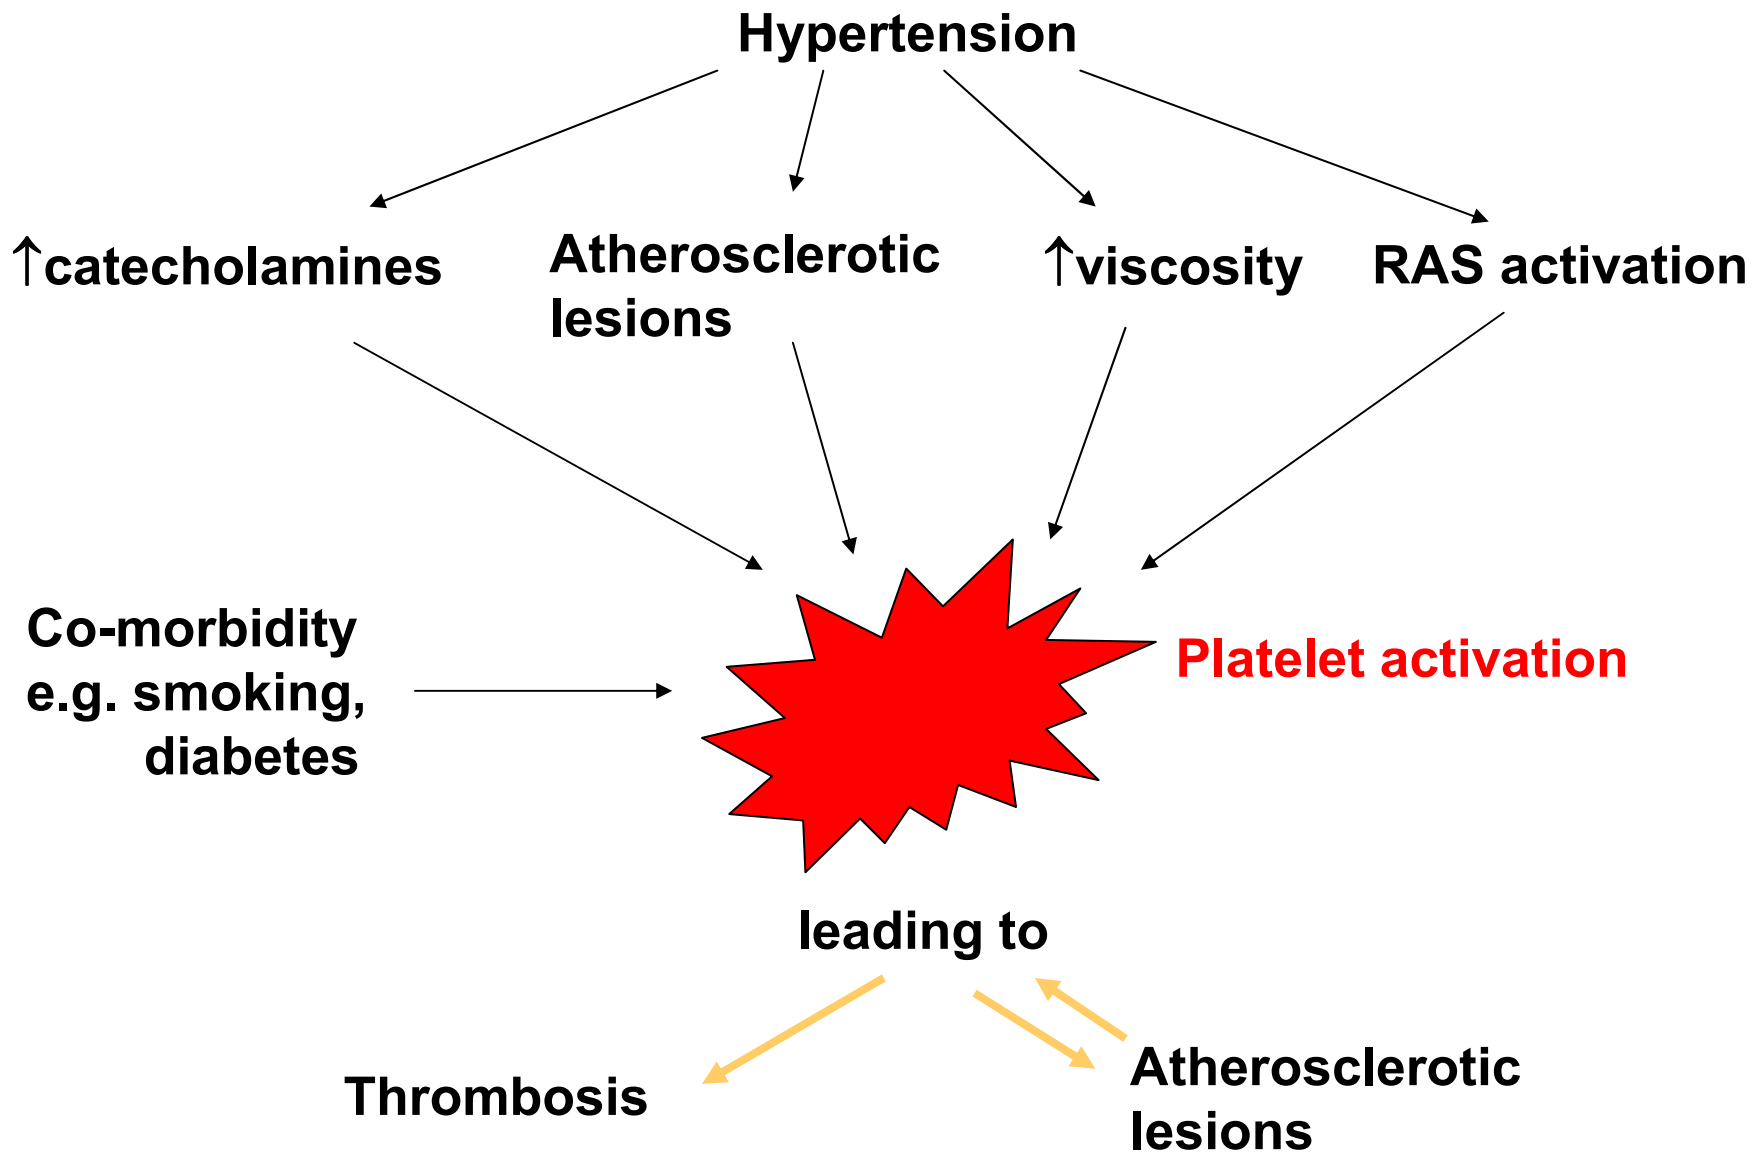 Hypertension
↑catecholamines
Atherosclerotic
lesions
↑viscosity
RAS activation
Co-morbidity
e.g. smoking,
diabetes
Platelet activation
leading to
Thrombosis
Atherosclerotic
lesions